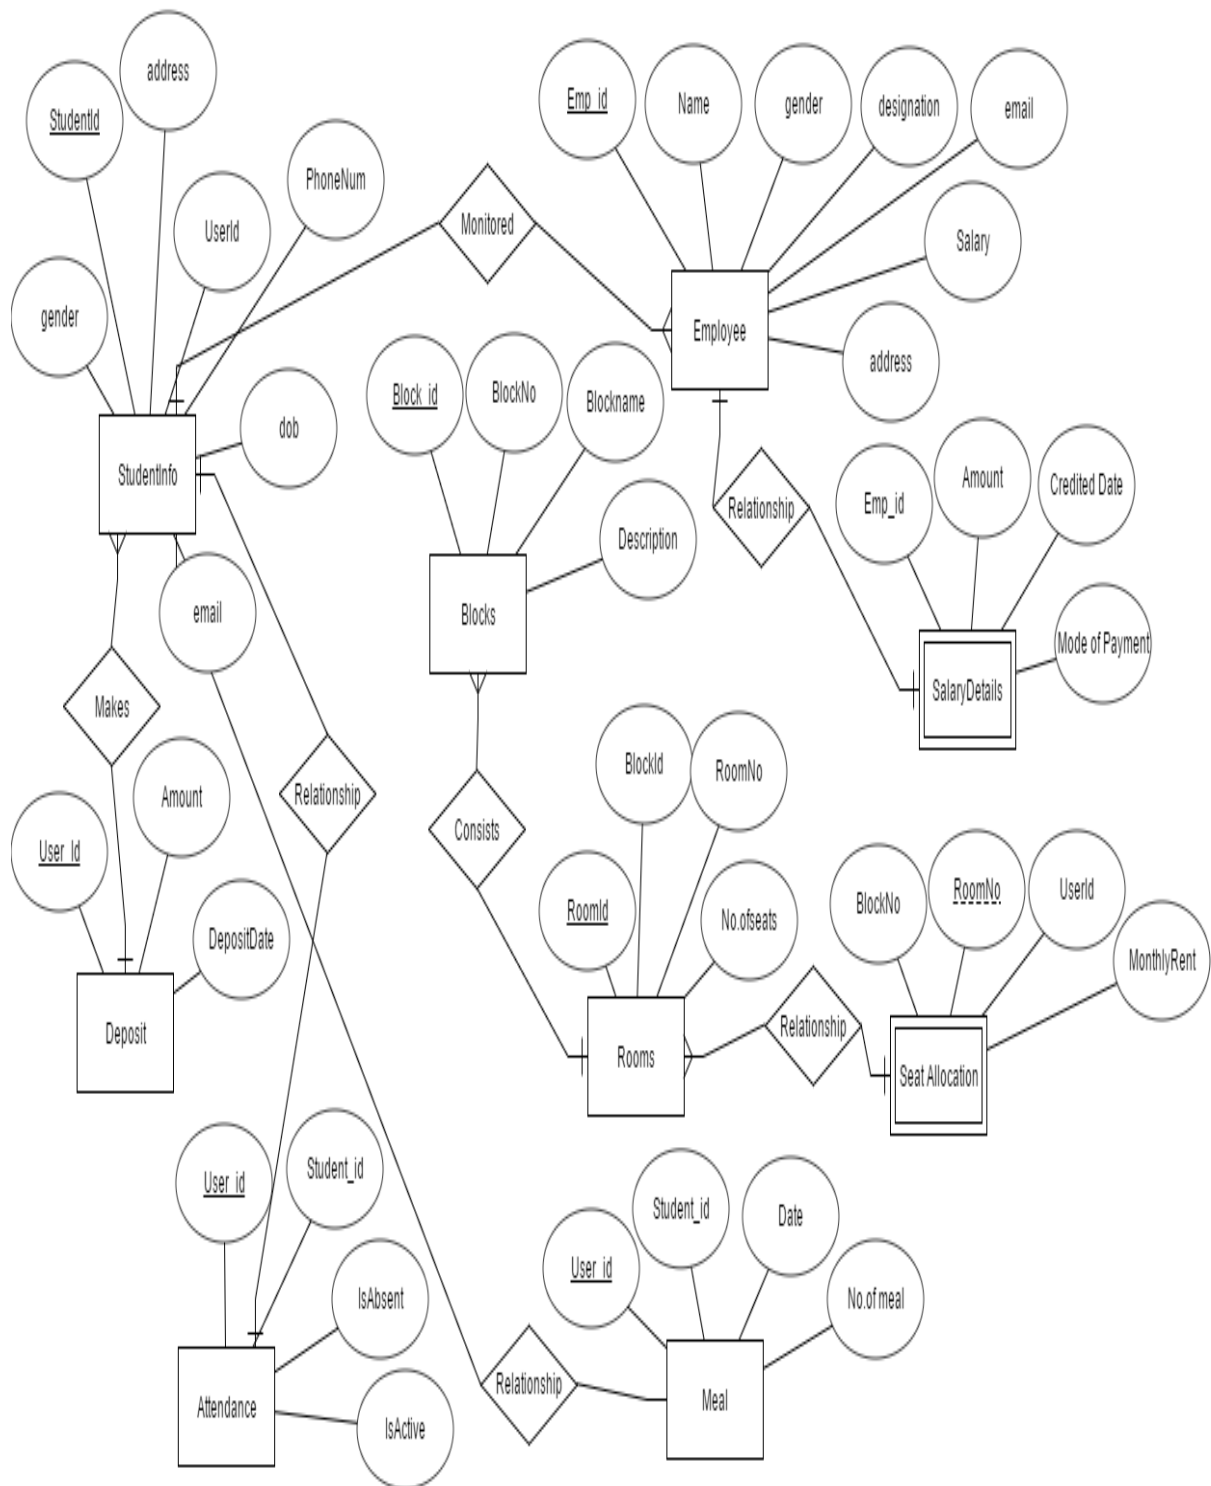 address
StudentId
PhoneNum
UserId
gender
dob
StudentInfo
email
Monitored
Emp_id
Name
gender
designation
email
Salary
Employee
address
Block_id
BlockNo
Blockname
Description
Blocks
Relationship
Emp_id
Amount
Credited Date
Mode of Payment
SalaryDetails
Makes
Amount
User_Id
DepositDate
Deposit
Relationship
Consists
BlockId
RoomNo
RoomId
No.ofseats
Rooms
Relationship
BlockNo
RoomNo
UserId
MonthlyRent
Seat Allocation
User_id
Student_id
IsAbsent
IsActive
Attendance
Relationship
User_id
Student_id
Date
No.of meal
Meal